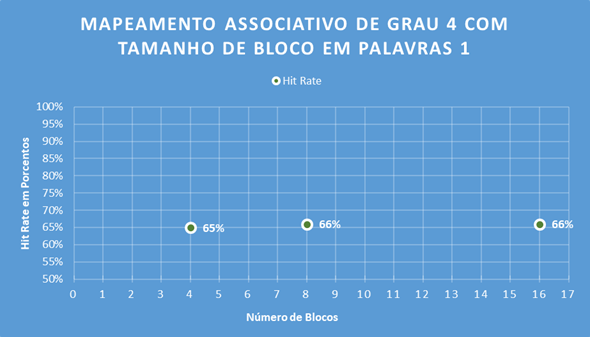 MAPEAMENTO ASSOCIATIVO DE GRAU 4 COM
TAMANHO DE BLOCO EM PALAVRAS 1
Hit Rate
Hit Rate em Porcentos
100%
95%
90%
85%
80%
75%
70%
65%
60%
55%
50%
65%
66%
66%
0 1 2 3 4 5 6 7 8 9 10 11 12 13 14 15 16 17
Número de Blocos